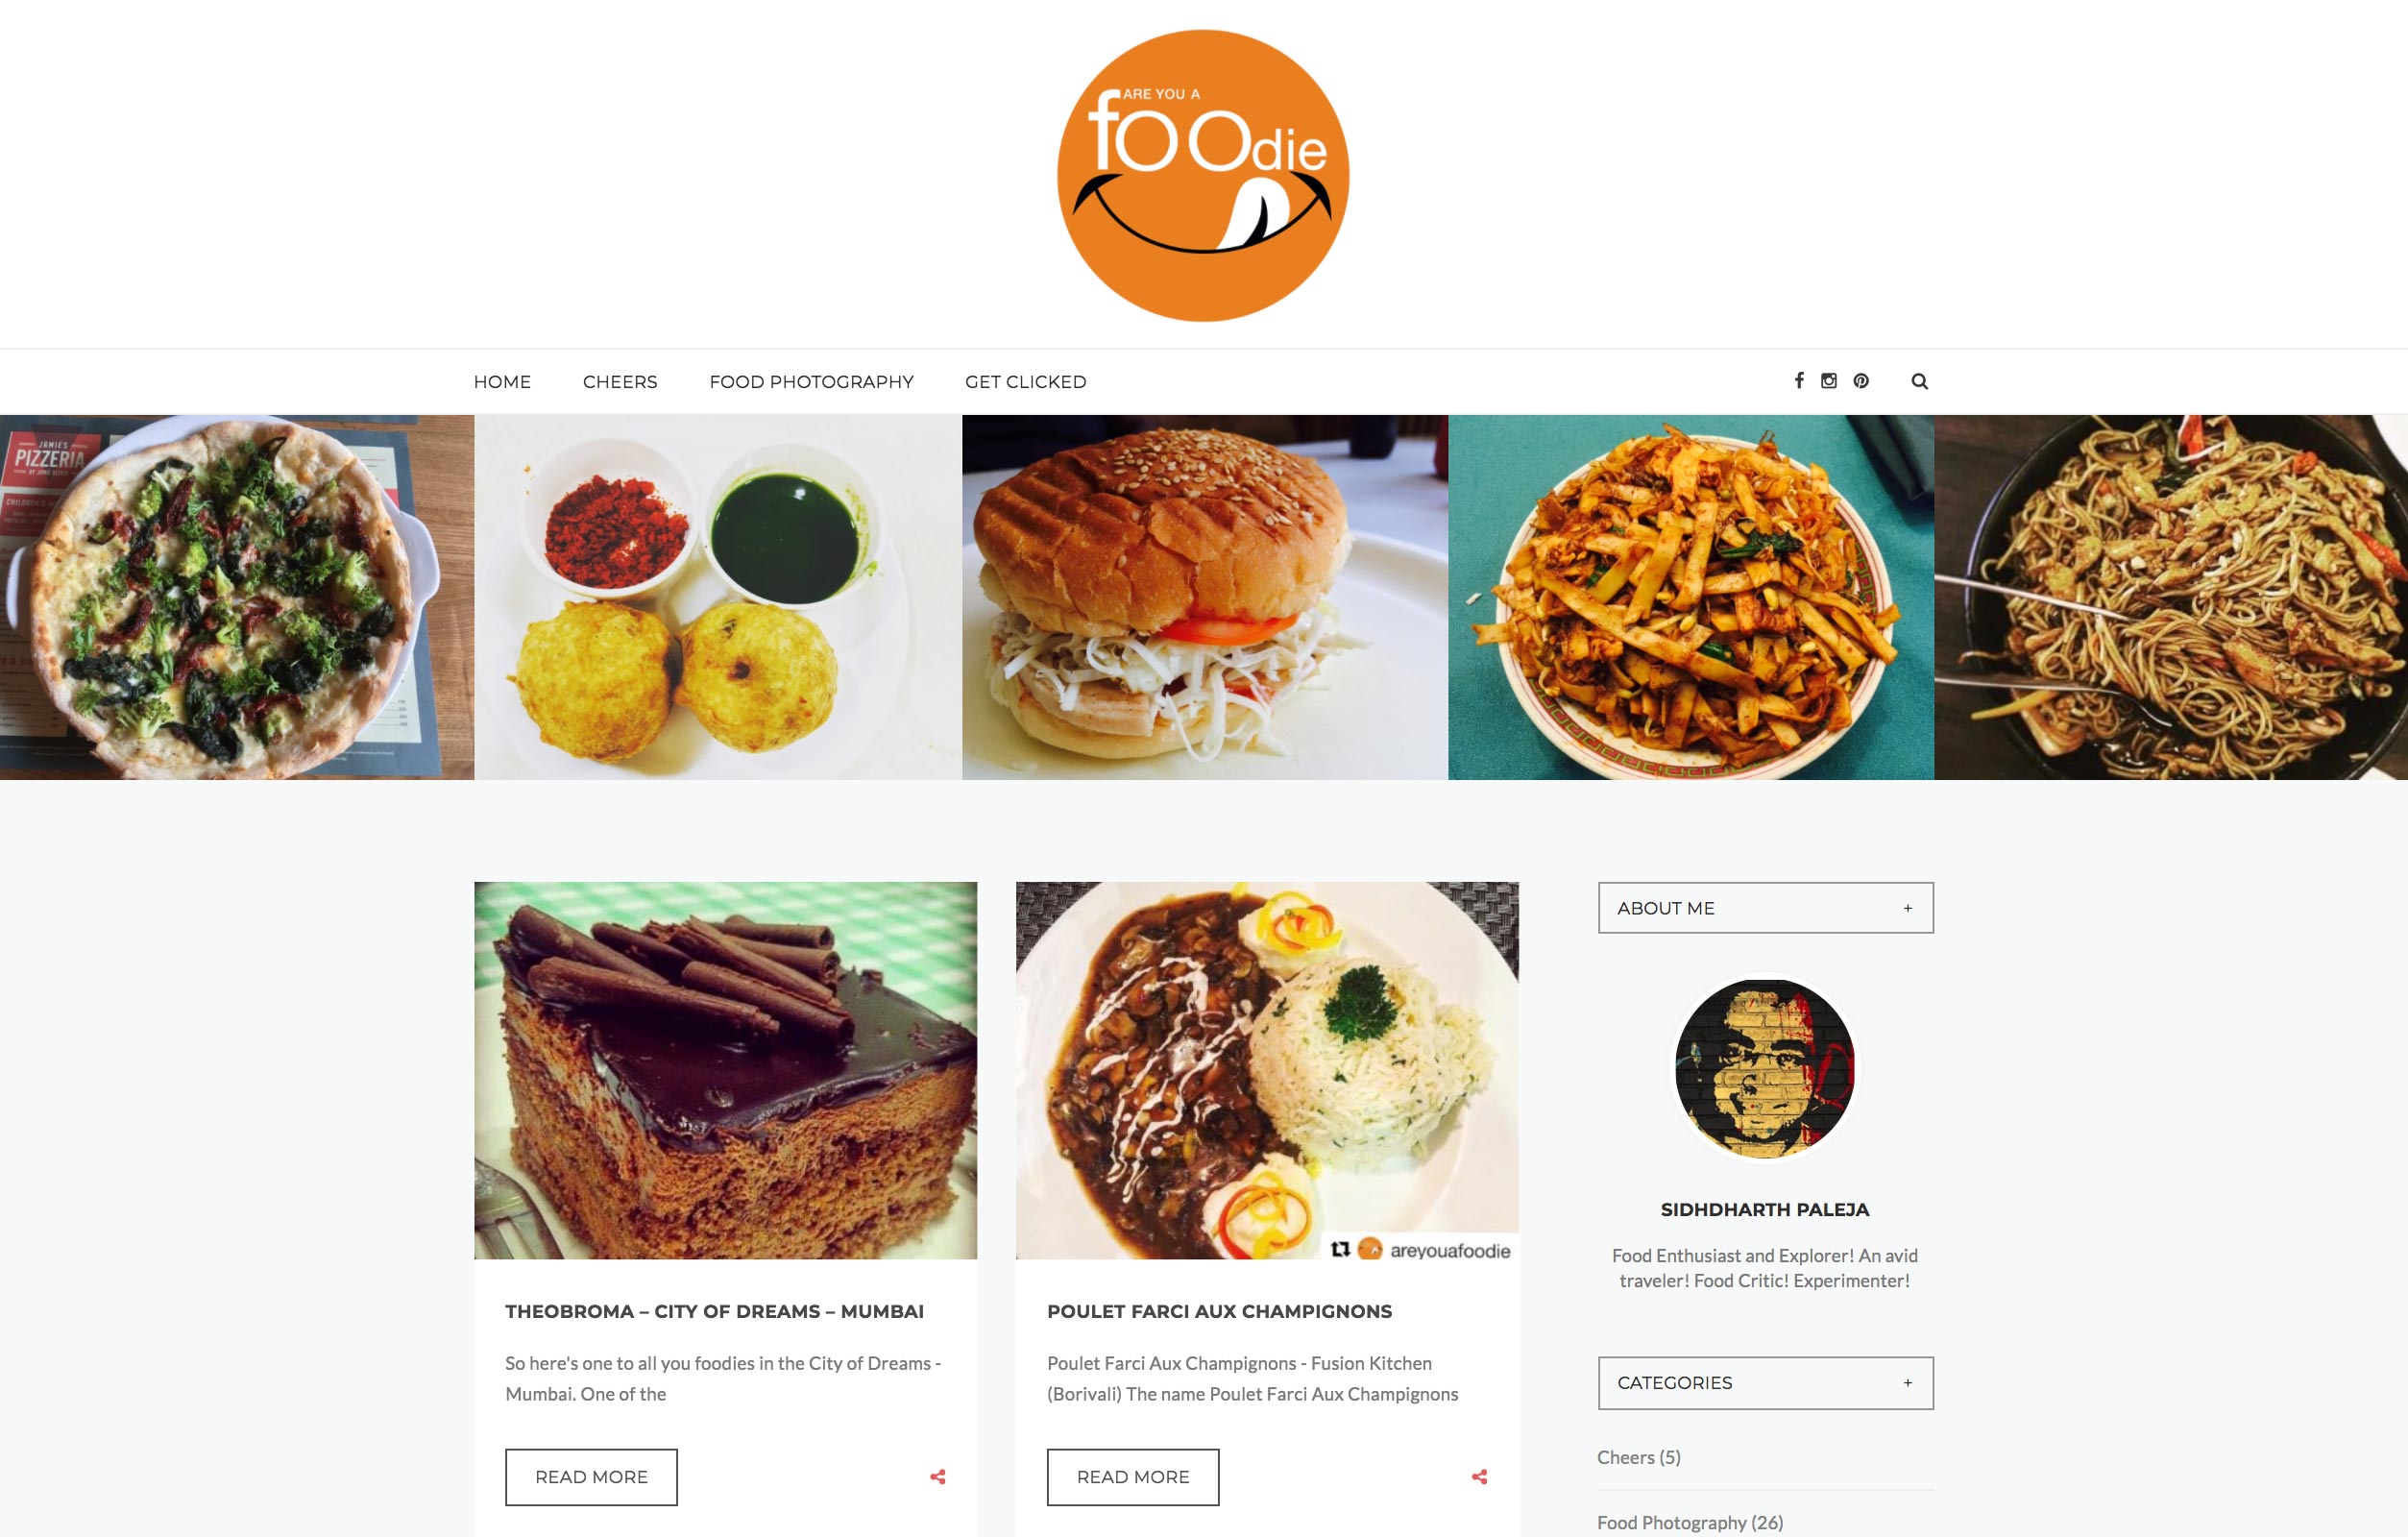 ARE YOU A
foodie
HOME
CHEERS
FOOD PHOTOGRAPHY
GET CLICKED
JAMIE'S
PIZZERIA
BY JAMIE OLIVER
ABOUT ME +
areyouafoodie
SIDHDHARTH PALEJA
Food Enthusiast and Explorer! An avid
traveler! Food Critic! Experimenter!
THEOBROMA – CITY OF DREAMS – MUMBAI
So here's one to all you foodies in the City of Dreams -
Mumbai. One of the
READ MORE
POULET FARCI AUX CHAMPIGNONS
Poulet Farci Aux Champignons - Fusion Kitchen
(Borivali) The name Poulet Farci Aux Champignons
READ MORE
CATEGORIES +
Cheers (5)
Food Photography (26)